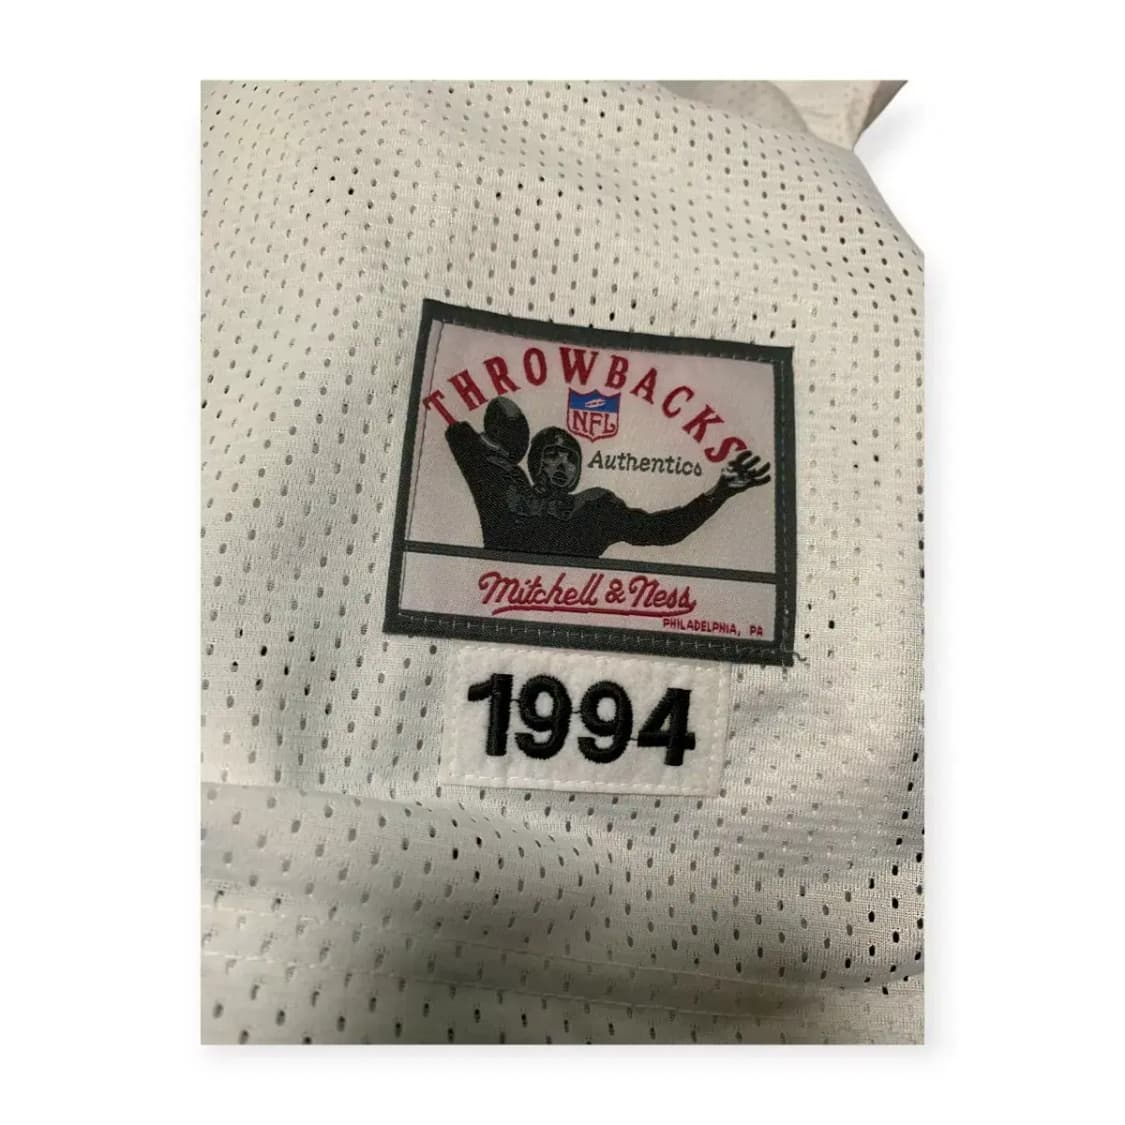 THROWBACKS
NFL
Authentics
Mitchell & Ness
PHILADELPHIA, PA
1994